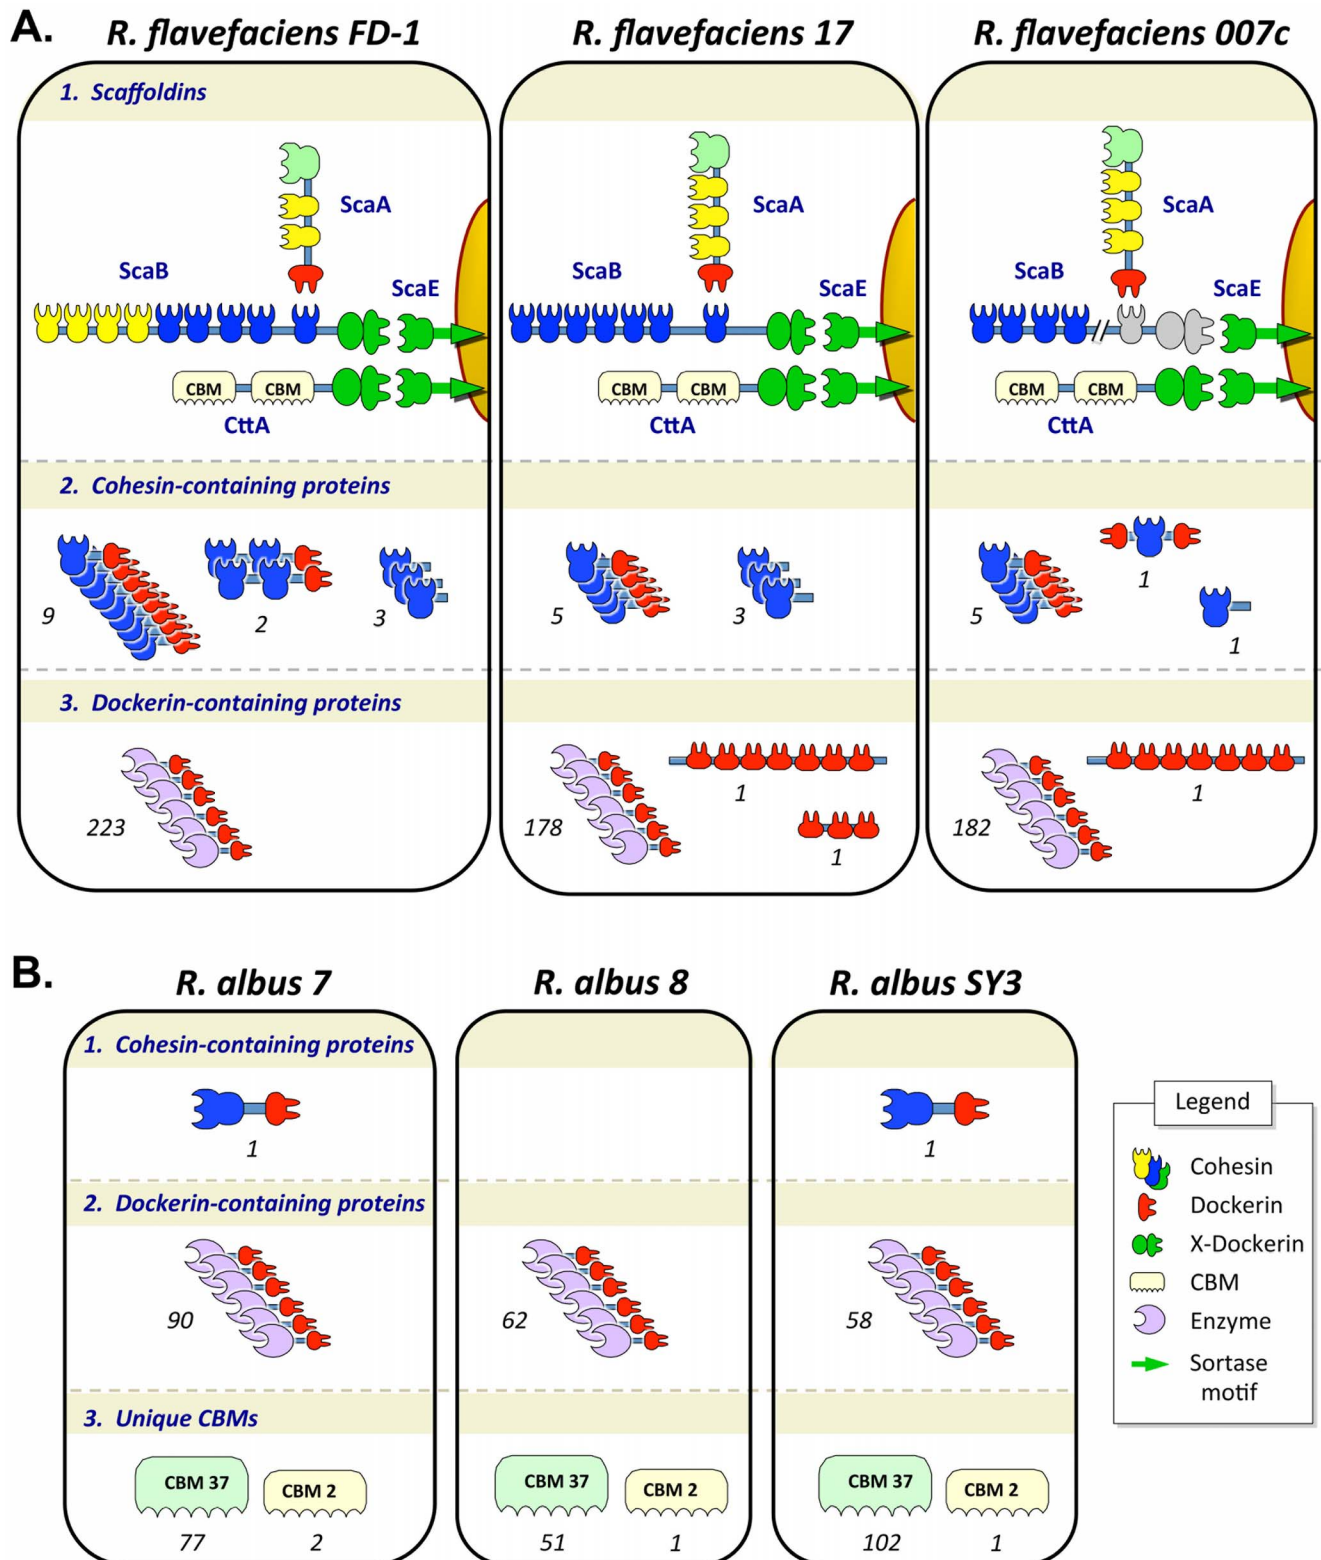 A.
R. flavefaciens FD-1
R. flavefaciens 17
R. flavefaciens 007c
1. Scaffoldins
ScaA
ScaB
ScaE
CBM CBM
CttA
ScaA
ScaB
ScaE
CBM CBM
CttA
ScaA
ScaB
ScaE
CBM CBM
CttA
2. Cohesin-containing proteins
9
2
3
5
3
5
1
1
3. Dockerin-containing proteins
223
178
1
1
182
1
B.
R. albus 7
R. albus 8
R. albus SY3
1. Cohesin-containing proteins
1
1
2. Dockerin-containing proteins
90
62
58
3. Unique CBMs
CBM 37
CBM 2
77
2
CBM 37
CBM 2
51
1
CBM 37
CBM 2
102
1
Legend
Cohesin
Dockerin
X-Dockerin
CBM
Enzyme
Sortase
motif